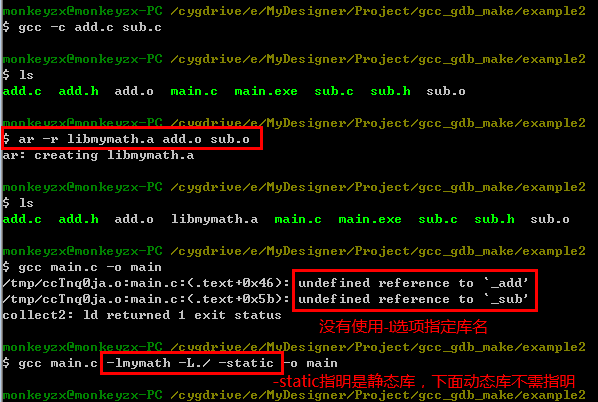 monkeyzx@monkeyzx-PC /cygdrive/e/MyDesigner/Project/gcc_gdb_make/example2
$ gcc -c add.c sub.c
monkeyzx@monkeyzx-PC /cygdrive/e/MyDesigner/Project/gcc_gdb_make/example2
$ ls
add.c add.h add.o main.c main.exe sub.c sub.h sub.o
monkeyzx@monkeyzx-PC /cygdrive/e/MyDesigner/Project/gcc_gdb_make/example2
$ ar -r libmymath.a add.o sub.o
ar: creating libmymath.a
monkeyzx@monkeyzx-PC /cygdrive/e/MyDesigner/Project/gcc_gdb_make/example2
$ ls
add.c add.h add.o libmymath.a main.c main.exe sub.c sub.h sub.o
monkeyzx@monkeyzx-PC /cygdrive/e/MyDesigner/Project/gcc_gdb_make/example2
$ gcc main.c -o main
/tmp/ccTnq0ja.o:main.c:(.text+0x46): undefined reference to `_add'
/tmp/ccTnq0ja.o:main.c:(.text+0x5b): undefined reference to `_sub'
collect2: ld returned 1 exit status
没有使用-l选项指定库名
monkeyzx@monkeyzx-PC /cygdrive/e/MyDesigner/Project/gcc_gdb_make/example2
$ gcc main.c -lmymath -L./ -static -o main
-static指明是静态库，下面动态库不需指明